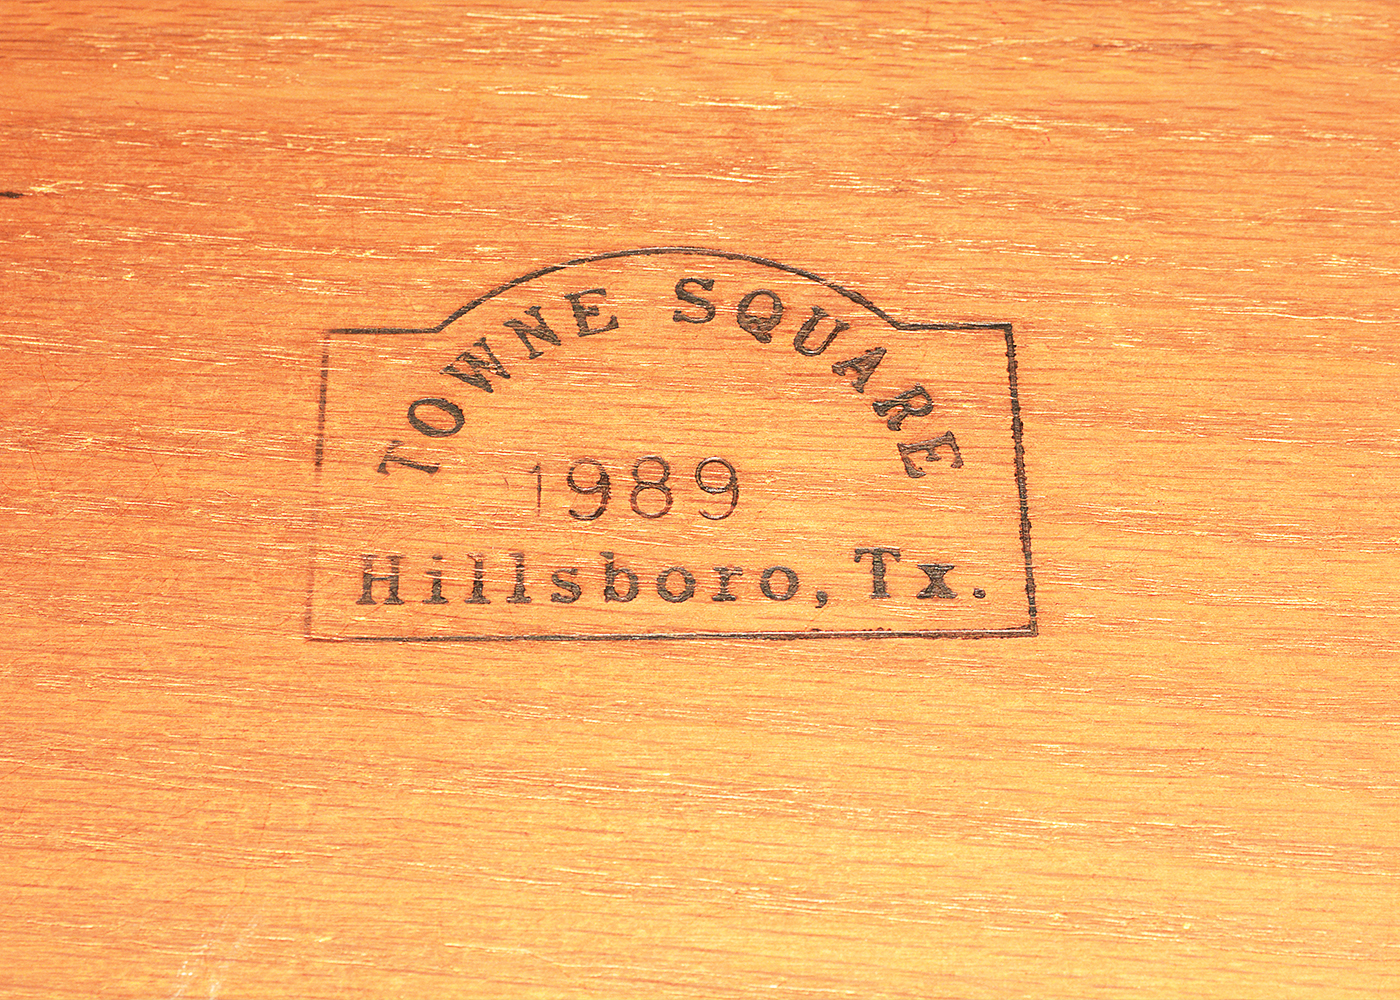 TOWNE SQUARE
1989
Hillsboro, Tx.